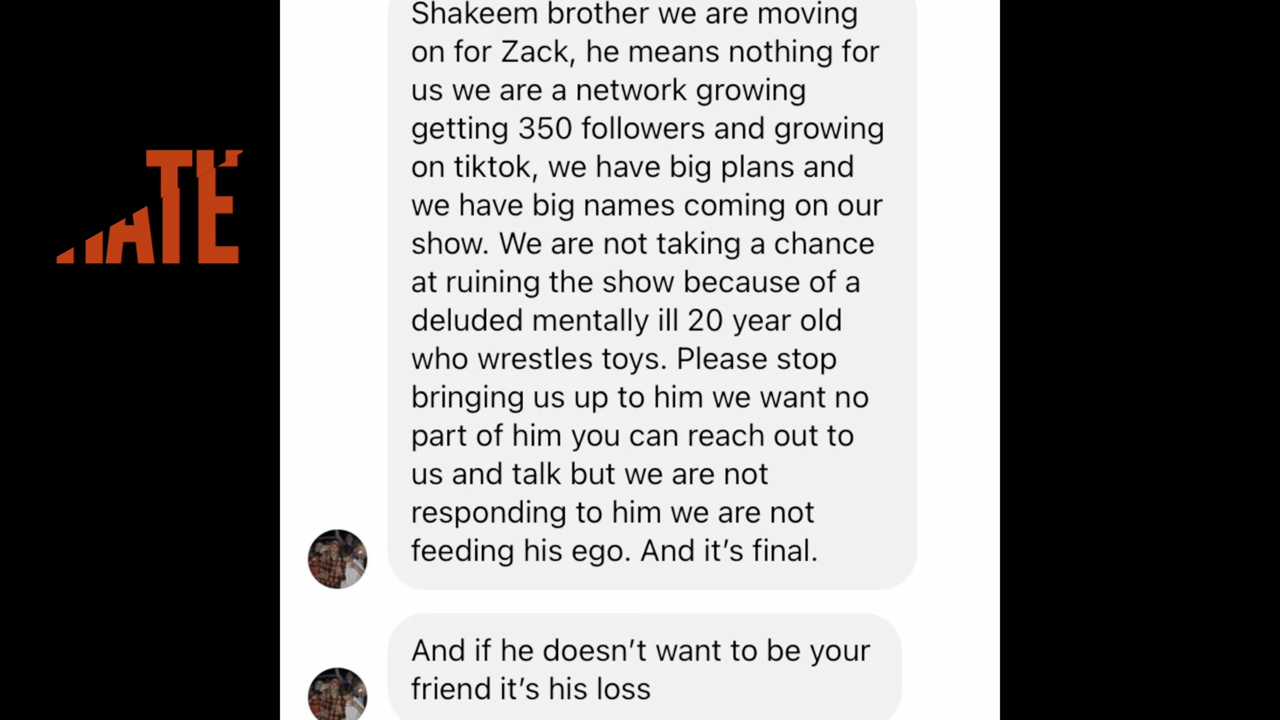 Shakeem brother we are moving
on for Zack, he means nothing for
us we are a network growing
getting 350 followers and growing
on tiktok, we have big plans and
we have big names coming on our
show. We are not taking a chance
at ruining the show because of a
deluded mentally ill 20 year old
who wrestles toys. Please stop
bringing us up to him we want no
part of him you can reach out to
us and talk but we are not
responding to him we are not
feeding his ego. And it’s final.
And if he doesn’t want to be your
friend it’s his loss